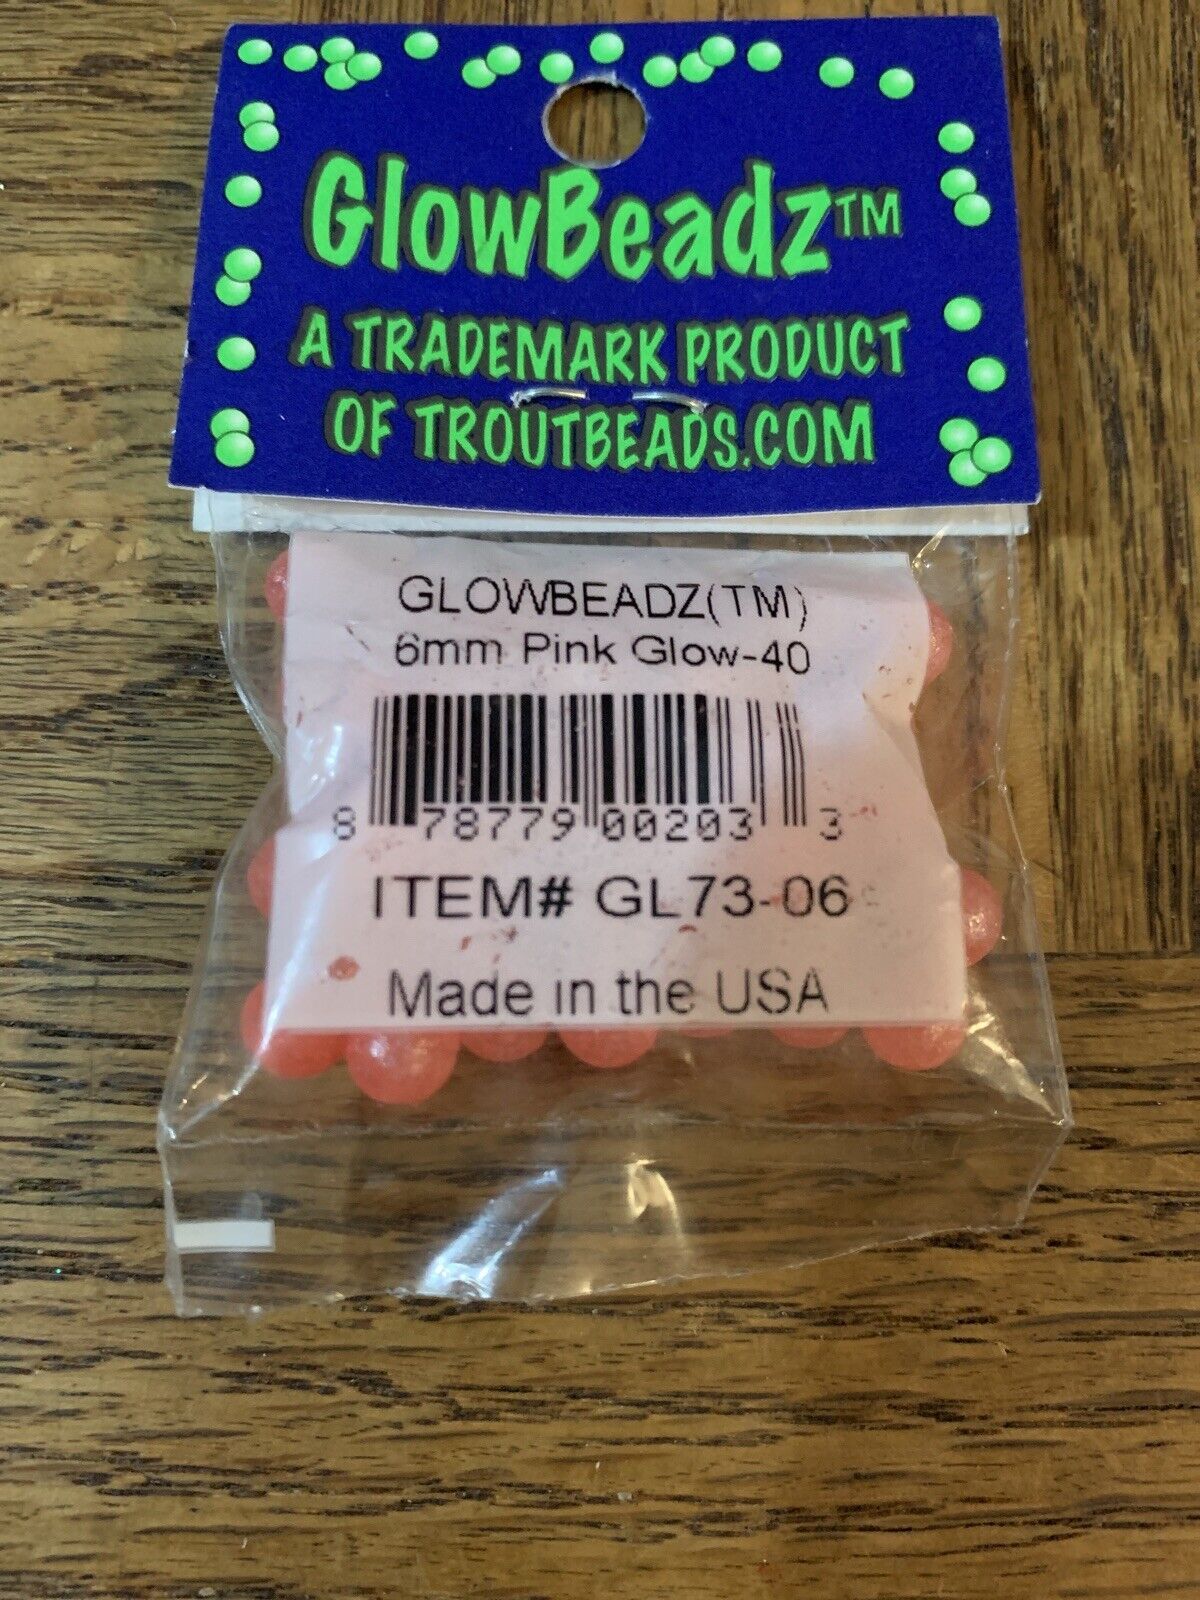 GlowBeadz™
A TRADEMARK PRODUCT
OF TROUTBEADS.COM
GLOWBEADZ(TM)
6mm Pink Glow-40
8 78779 00203 3
ITEM# GL73-06
Made in the USA